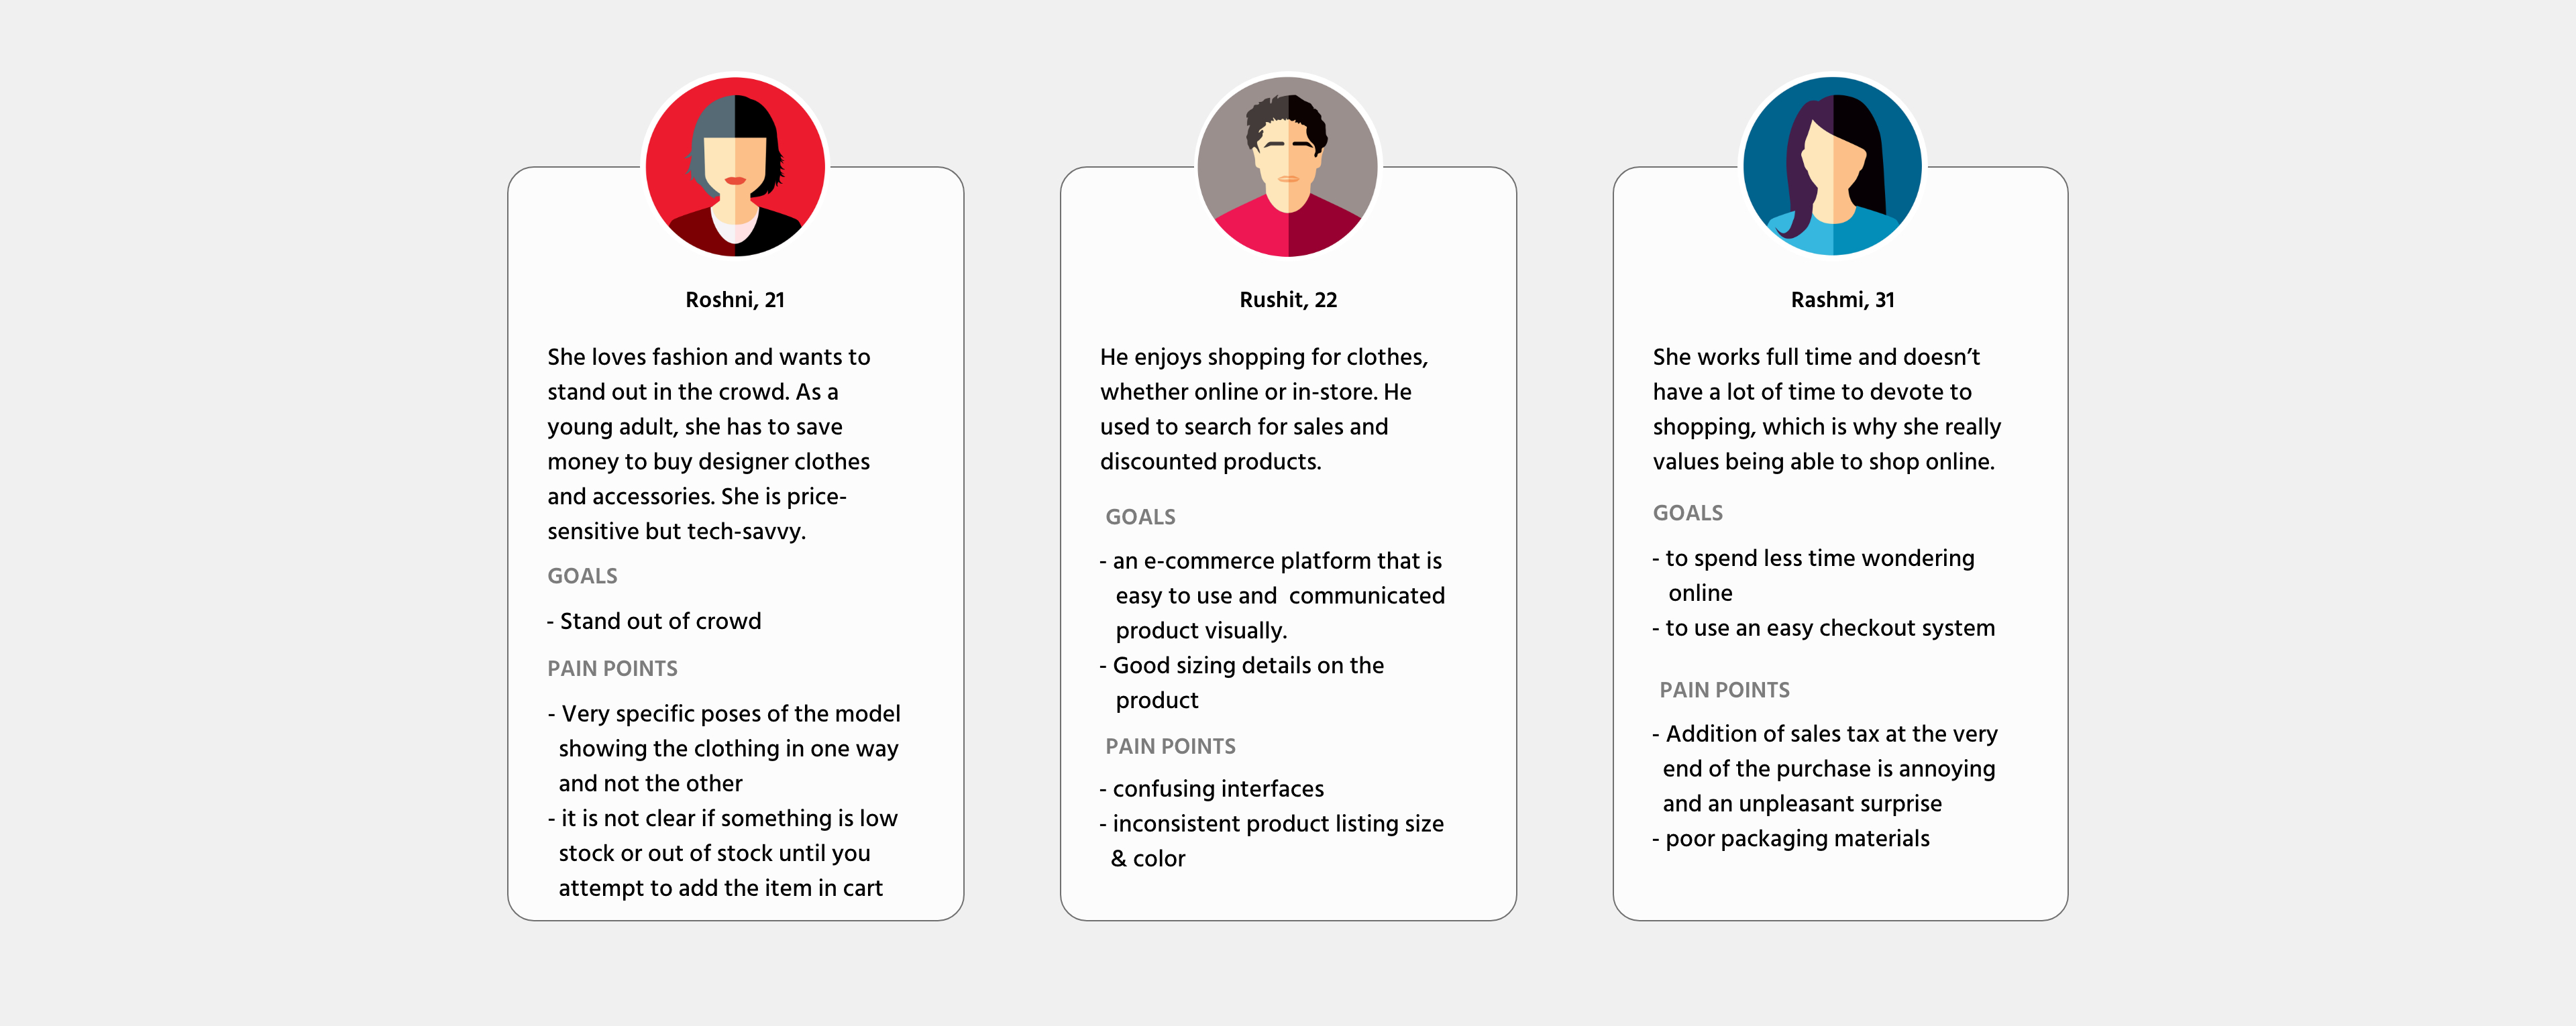 Roshni, 21
She loves fashion and wants to
stand out in the crowd. As a
young adult, she has to save
money to buy designer clothes
and accessories. She is price-
sensitive but tech-savvy.
GOALS
- Stand out of crowd
PAIN POINTS
- Very specific poses of the model
showing the clothing in one way
and not the other
- it is not clear if something is low
stock or out of stock until you
attempt to add the item in cart
Rushit, 22
He enjoys shopping for clothes,
whether online or in-store. He
used to search for sales and
discounted products.
GOALS
- an e-commerce platform that is
easy to use and  communicated
product visually.
- Good sizing details on the
product
PAIN POINTS
- confusing interfaces
- inconsistent product listing size
& color
Rashmi, 31
She works full time and doesn’t
have a lot of time to devote to
shopping, which is why she really
values being able to shop online.
GOALS
- to spend less time wondering
online
- to use an easy checkout system
PAIN POINTS
- Addition of sales tax at the very
end of the purchase is annoying
and an unpleasant surprise
- poor packaging materials